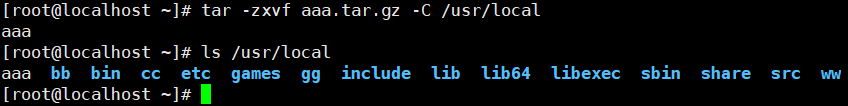 [root@localhost ~]# tar -zxvf aaa.tar.gz -C /usr/local
aaa
[root@localhost ~]# ls /usr/local
aaa  bb  bin  cc  etc  games  gg  include  lib  lib64  libexec  sbin  share  src  ww
[root@localhost ~]#